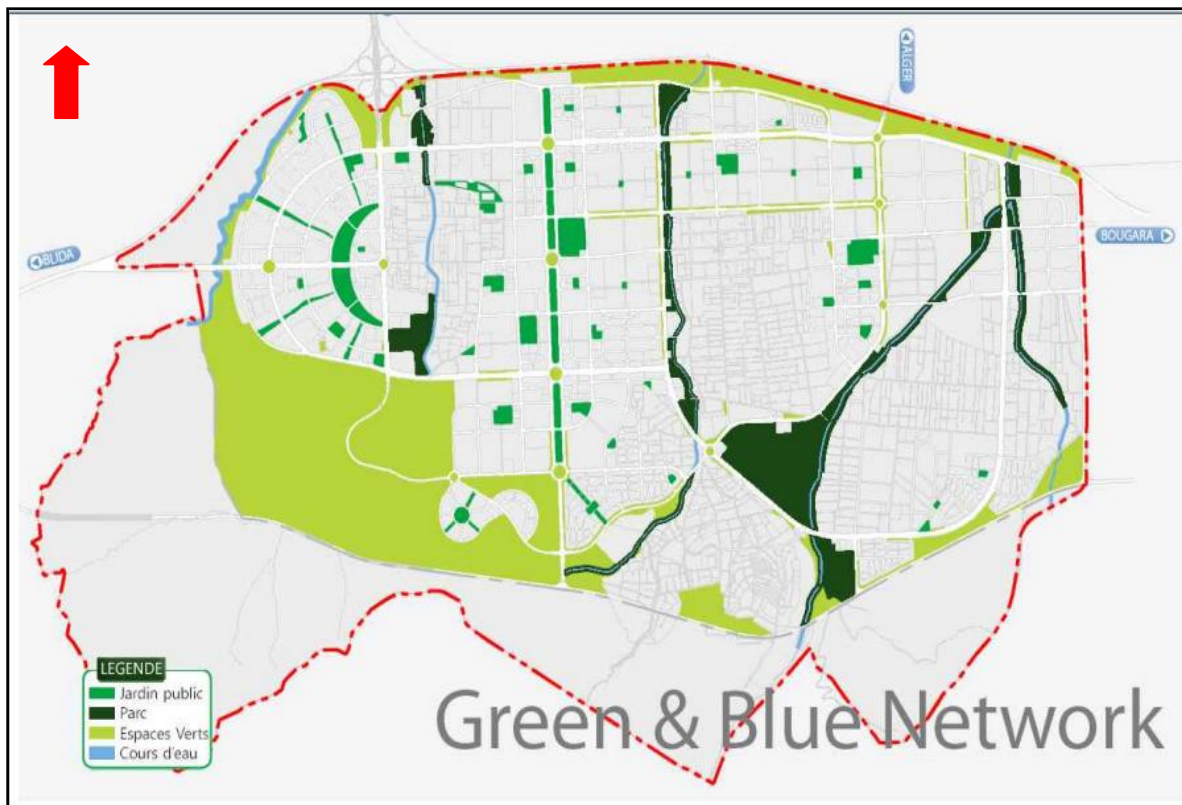 ALGER
BLIDA
BOUGARA
LEGENDE
Jardin public
Parc
Espaces Verts
Cours d'eau
Green & Blue Network